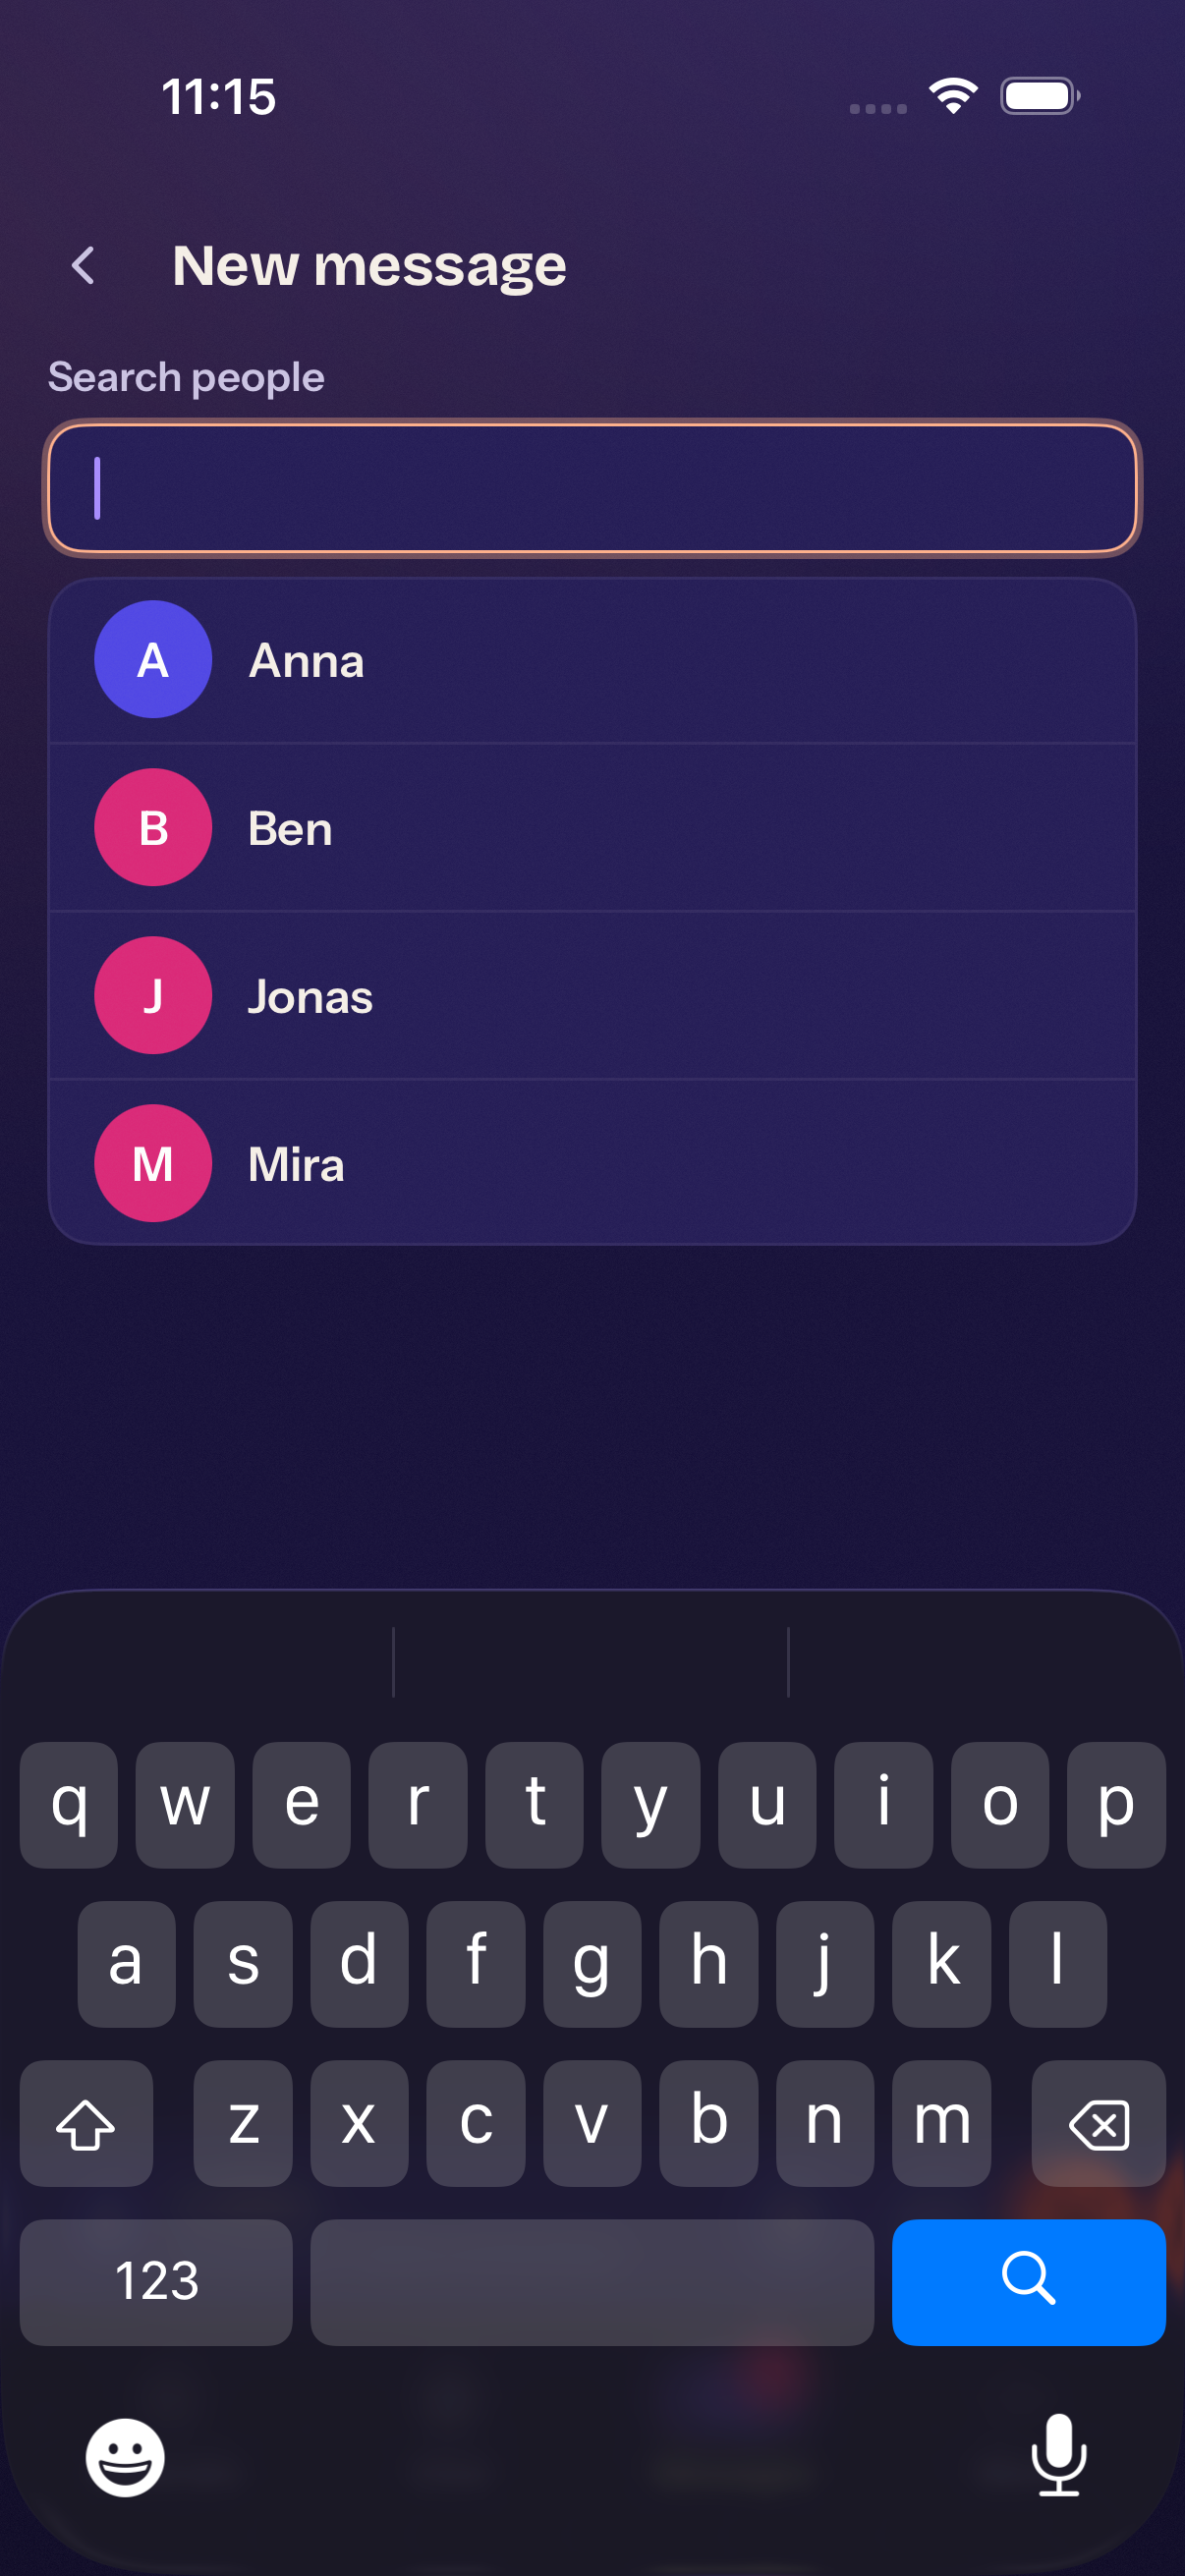 11:15
New message
Search people
A Anna
B Ben
J Jonas
M Mira
q w e r t y u i o p
a s d f g h j k l
z x c v b n m
123